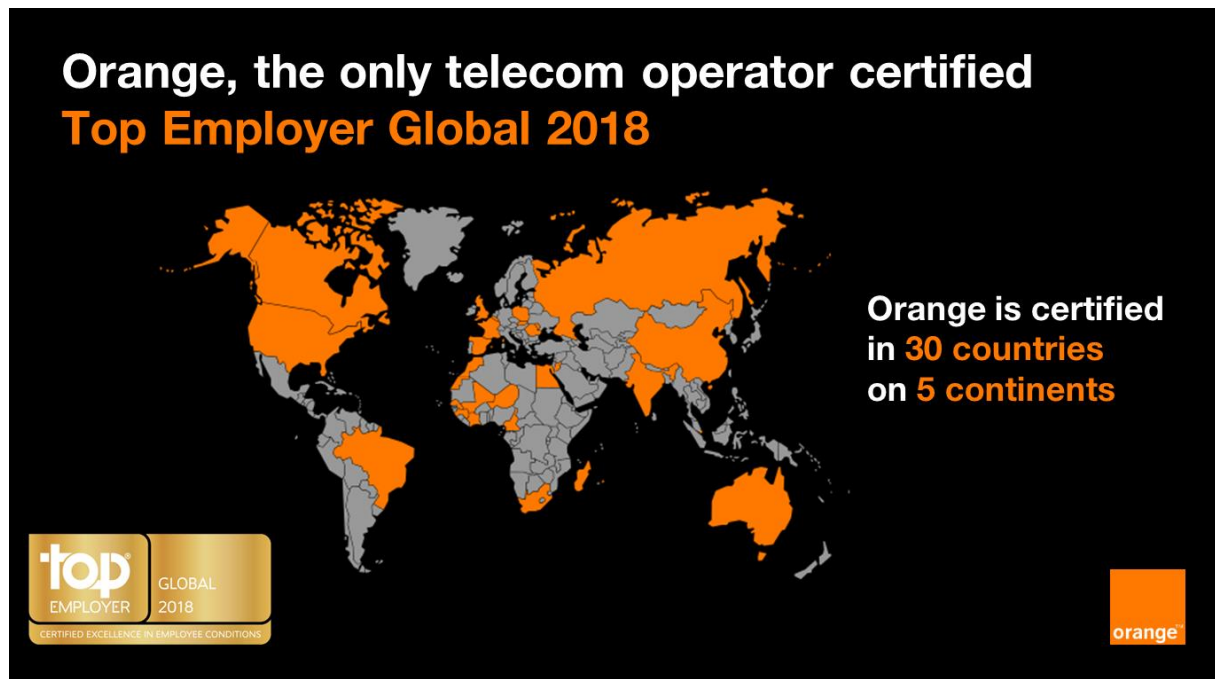 Orange, the only telecom operator certified
Top Employer Global 2018
Orange is certified
in 30 countries
on 5 continents
top®
EMPLOYER
GLOBAL
2018
CERTIFIED EXCELLENCE IN EMPLOYEE CONDITIONS
orange™